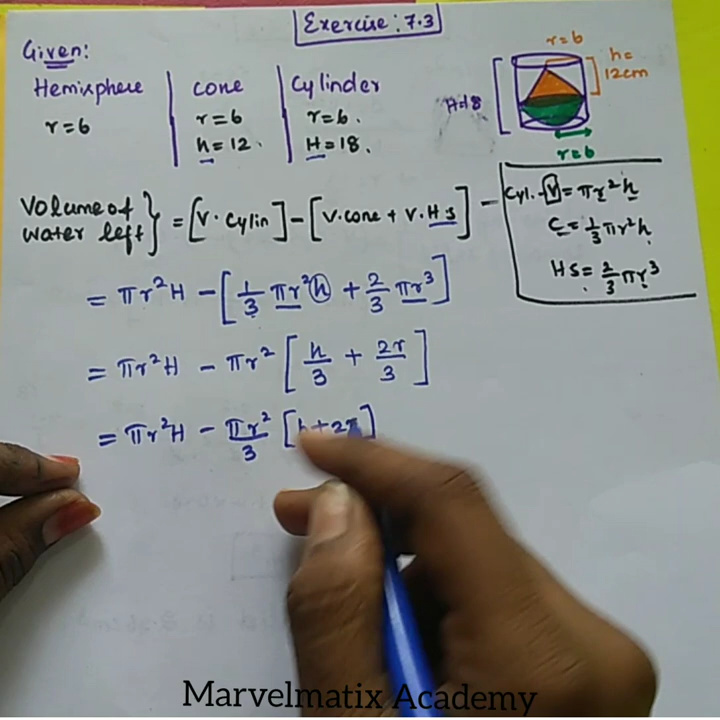 Exercise: 7.3
Given:
Hemisphere | cone | Cylinder
r=6 | r=6 | r=6.
h=12. | H=18.
r=6
h=
12cm
H=18
r=6
Volume of
water left } = [V. Cylin] - [V.cone + V. HS]
Cyl. V = πr²h
C = 1/3 πr²h
HS = 2/3 πr³
= πr²H - [1/3 πr²h + 2/3 πr³]
= πr²H - πr² [h/3 + 2r/3]
= πr²H - πr²/3 [h+2r]
Marvelmatix Academy